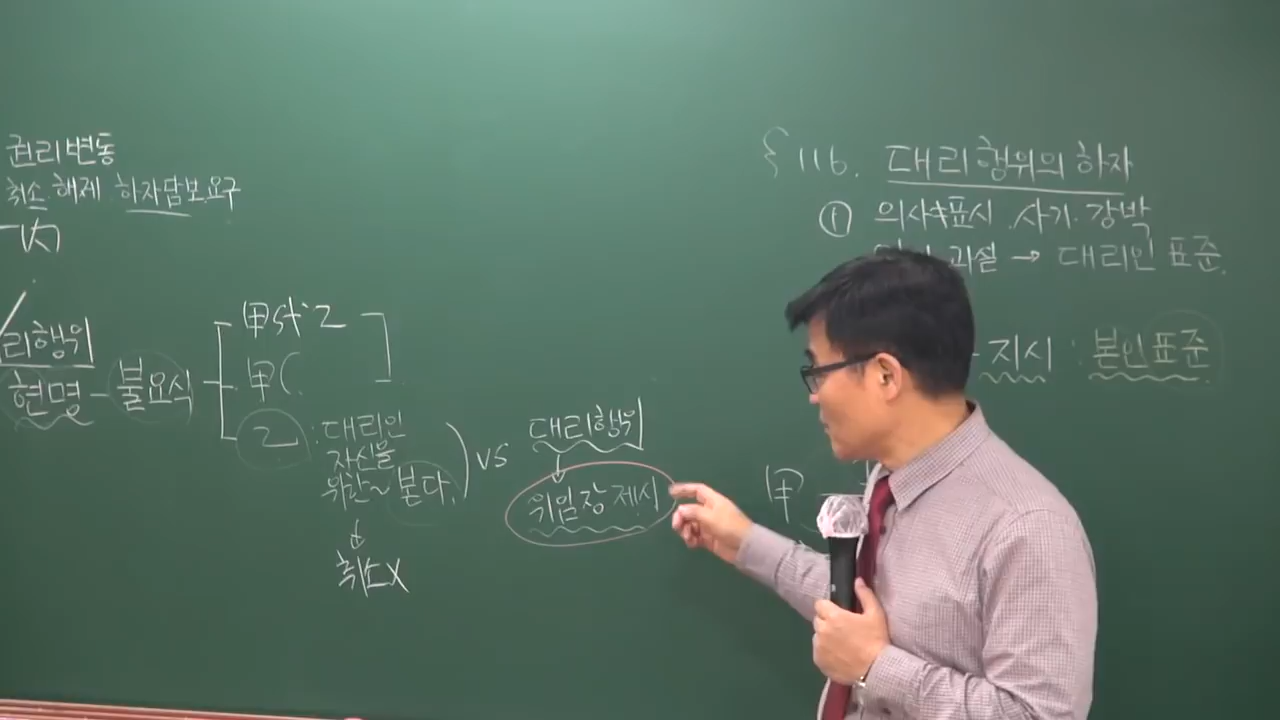 권리변동
취소·해제 하자담보요구
리행위
현명 - 불요식
甲
甲
乙 : 대리인
자신을
위한~ 본다.
취소X
vs
대리행위
위임장 제시
§116. 대리행위의 하자
① 의사표시 사기·강박
과실 → 대리인 표준.
지시 : 본인표준
甲